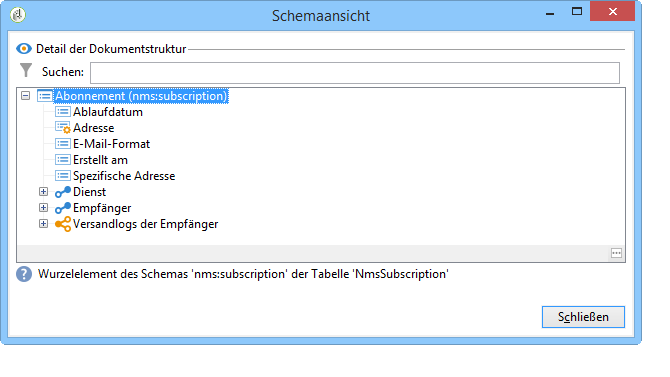 Schemaansicht
Detail der Dokumentstruktur
Suchen:
Abonnement (nms:subscription)
Ablaufdatum
Adresse
E-Mail-Format
Erstellt am
Spezifische Adresse
Dienst
Empfänger
Versandlogs der Empfänger
Wurzelelement des Schemas 'nms:subscription' der Tabelle 'NmsSubscription'
Schließen